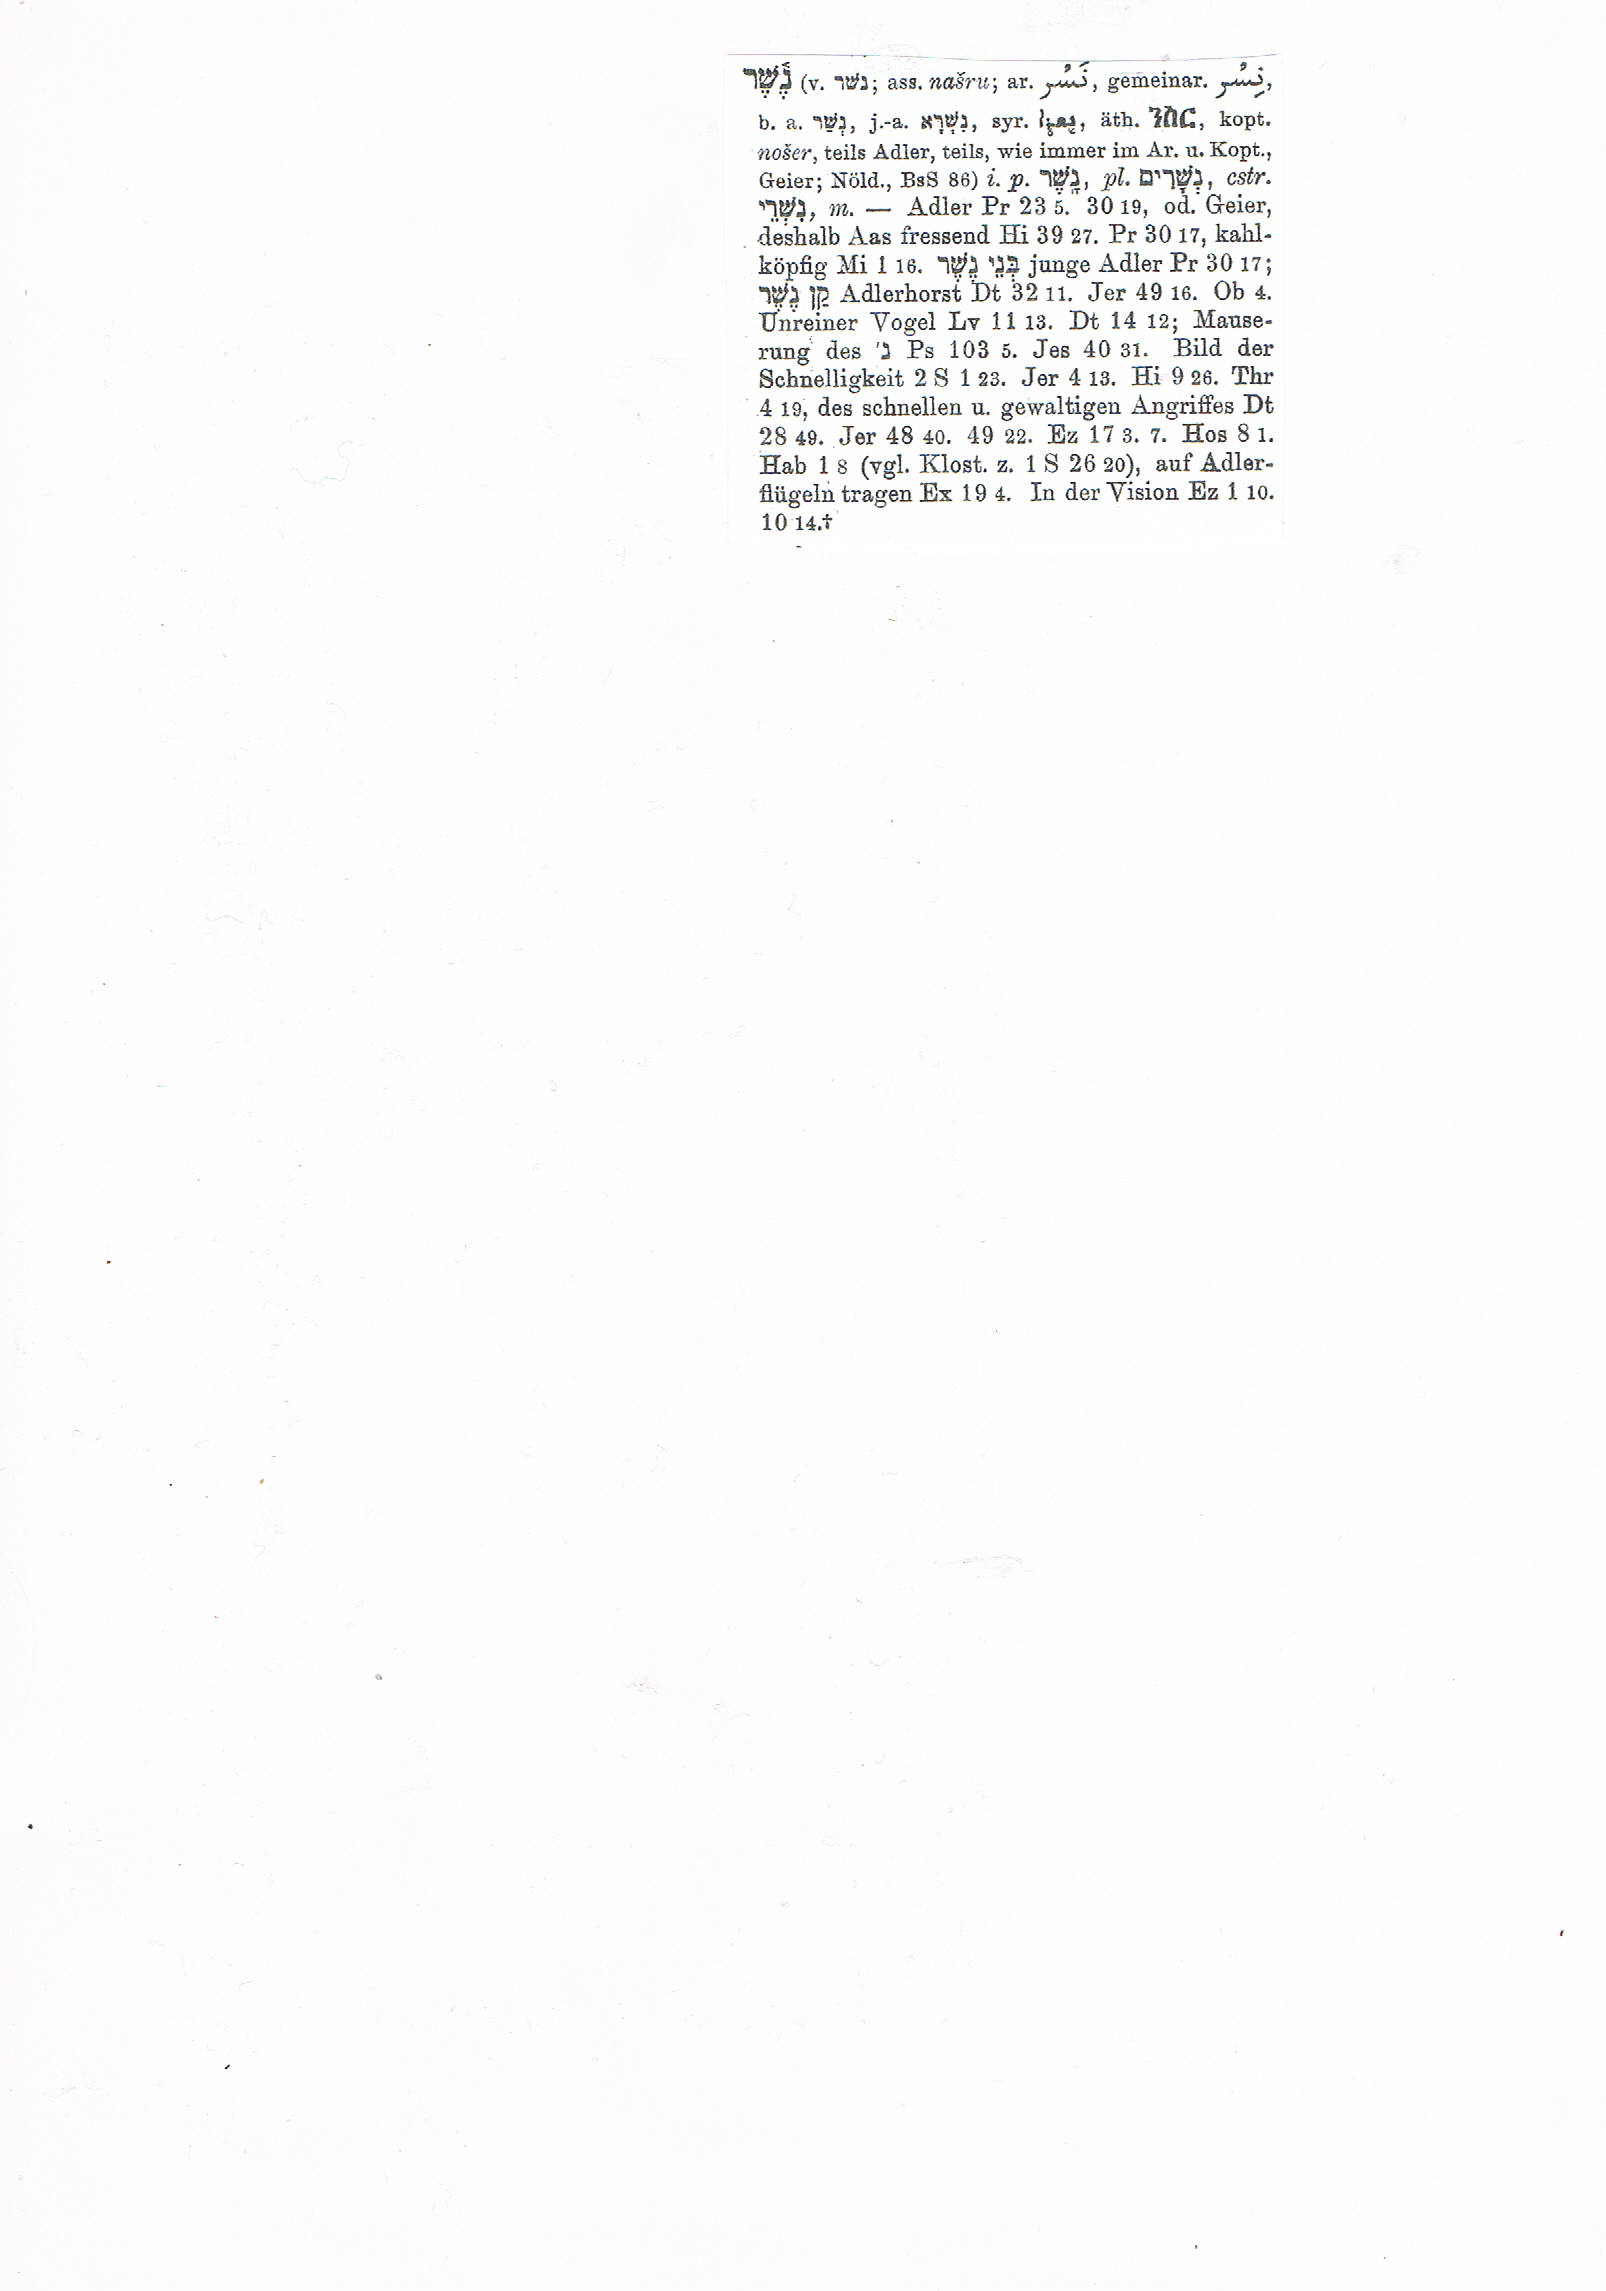 נֶ֫שֶׁר (v. נשׁר; ass. našru; ar. نَسْرٌ, gemeinar. نِسْرٌ,
b. a. נְשַׁר, j.-a. נִשְׁרָא, syr. ܢܶܫܪܳܐ, äth. ንስር, kopt.
nošer, teils Adler, teils, wie immer im Ar. u. Kopt.,
Geier; Nöld., BsS 86) i. p. נָ֑שֶׁר, pl. נְשָׁרִים, cstr.
נִשְׁרֵי, m. — Adler Pr 23 5. 30 19, od. Geier,
deshalb Aas fressend Hi 39 27. Pr 30 17, kahl-
köpfig Mi 1 16. בְּנֵי נֶשֶׁר junge Adler Pr 30 17;
קֵן נֶשֶׁר Adlerhorst Dt 32 11. Jer 49 16. Ob 4.
Unreiner Vogel Lv 11 13. Dt 14 12; Mause-
rung des נ׳ Ps 103 5. Jes 40 31. Bild der
Schnelligkeit 2 S 1 23. Jer 4 13. Hi 9 26. Thr
4 19, des schnellen u. gewaltigen Angriffes Dt
28 49. Jer 48 40. 49 22. Ez 17 3. 7. Hos 8 1.
Hab 1 8 (vgl. Klost. z. 1 S 26 20), auf Adler-
flügeln tragen Ex 19 4. In der Vision Ez 1 10.
10 14.†